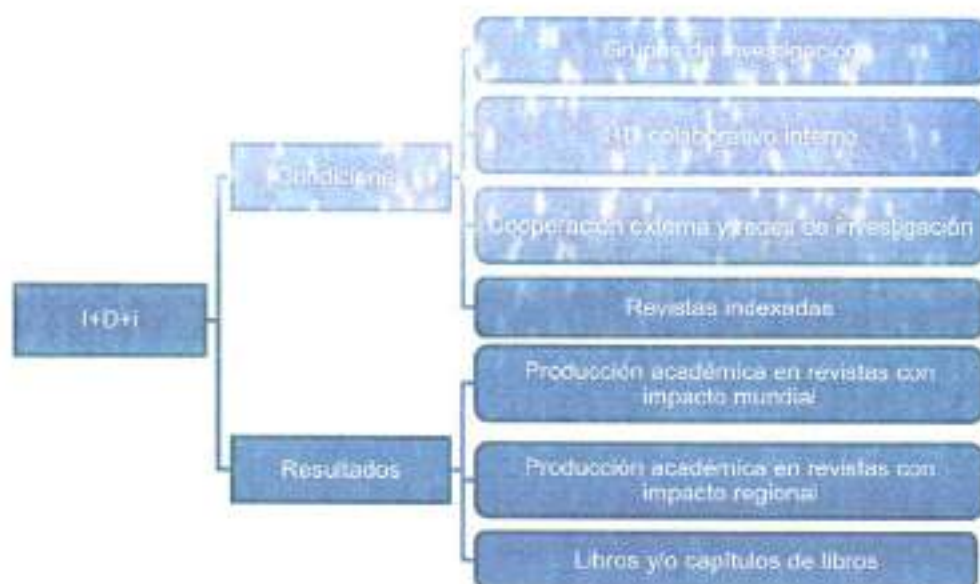 I+D+i
Condicione
Grupos de investigación
colaborativo interno
Cooperación externa y redes de investigación
Revistas indexadas
Resultados
Producción académica en revistas con
impacto mundial
Producción académica en revistas con
impacto regional
Libros y/o capítulos de libros